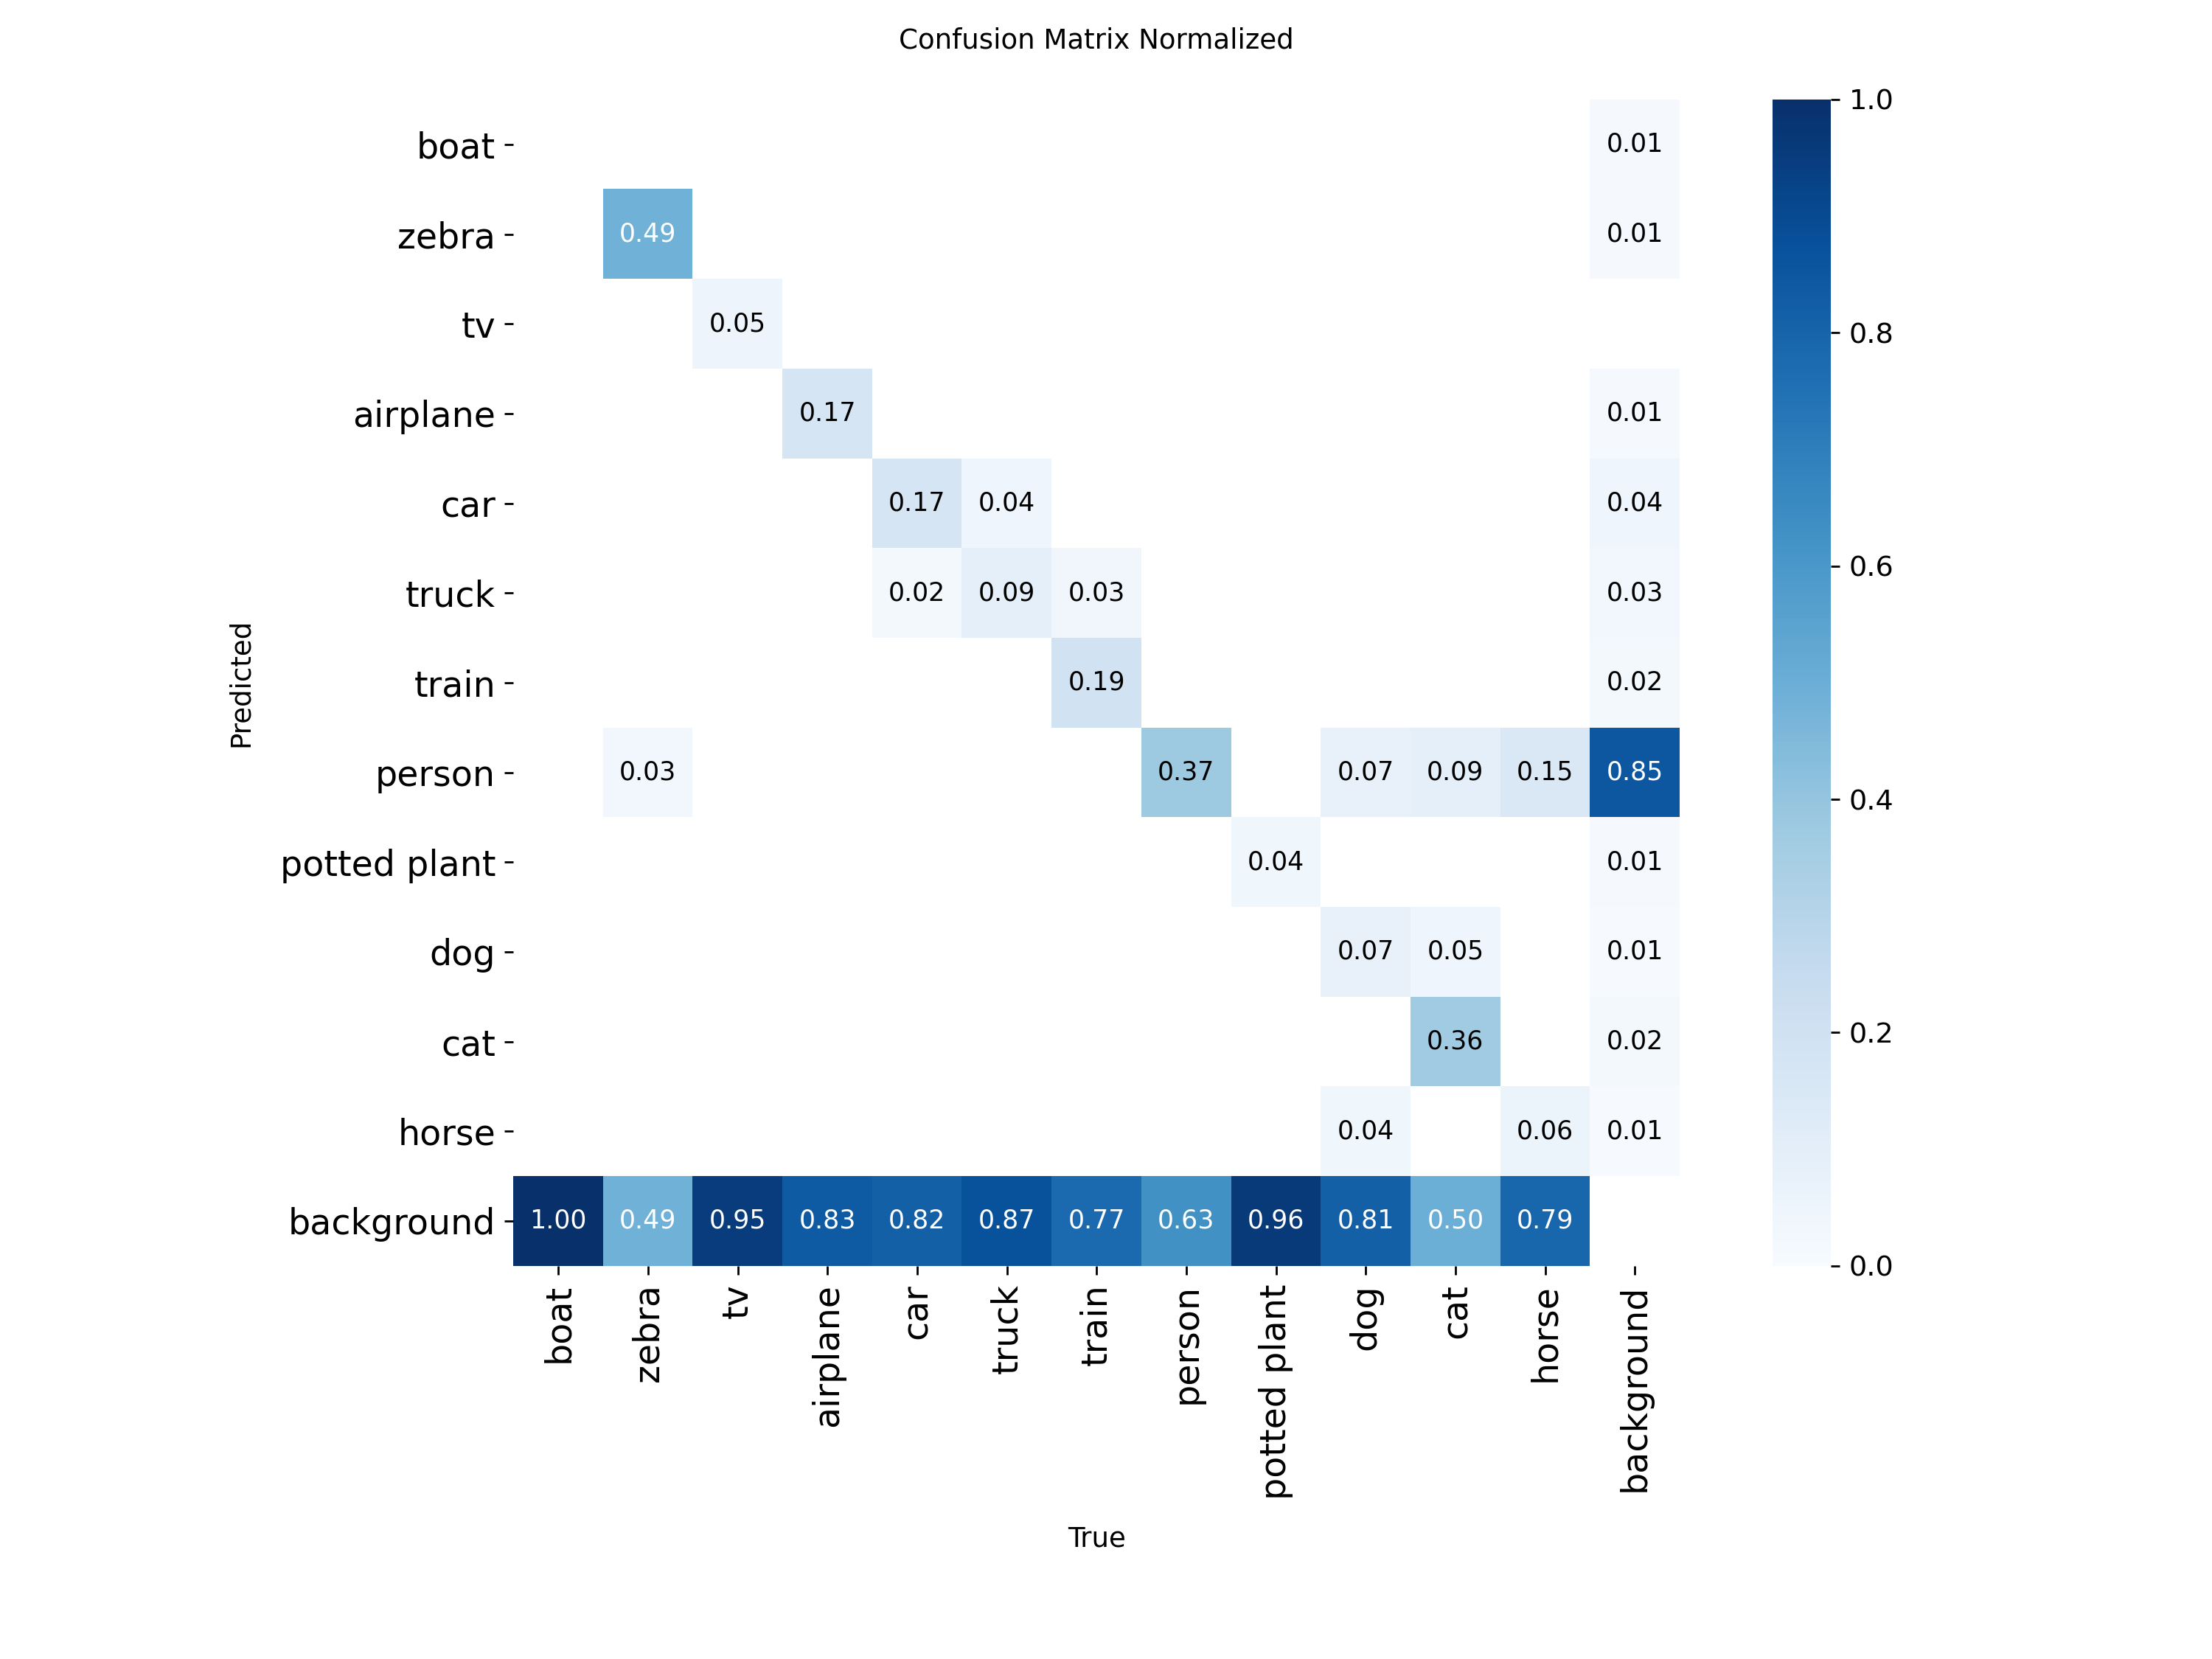 Confusion Matrix Normalized
boat 0.01
zebra 0.49 0.01
tv 0.05
airplane 0.17 0.01
car 0.17 0.04 0.04
truck 0.02 0.09 0.03 0.03
train 0.19 0.02
person 0.03 0.37 0.07 0.09 0.15 0.85
potted plant 0.04 0.01
dog 0.07 0.05 0.01
cat 0.36 0.02
horse 0.04 0.06 0.01
background 1.00 0.49 0.95 0.83 0.82 0.87 0.77 0.63 0.96 0.81 0.50 0.79
boat zebra tv airplane car truck train person potted plant dog cat horse background
True
Predicted
1.0
0.8
0.6
0.4
0.2
0.0